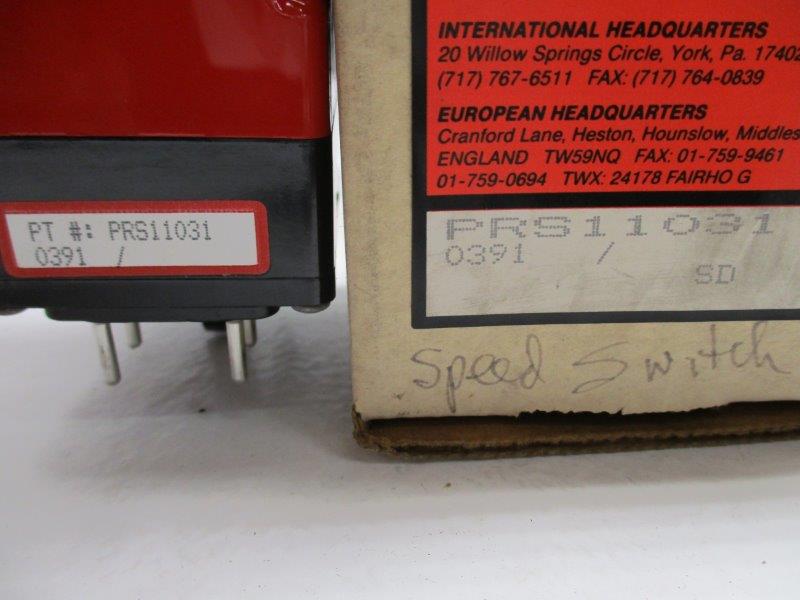 PT #: PRS11031
0391 /
INTERNATIONAL HEADQUARTERS
20 Willow Springs Circle, York, Pa. 17402
(717) 767-6511 FAX: (717) 764-0839
EUROPEAN HEADQUARTERS
Cranford Lane, Heston, Hounslow, Middles
ENGLAND TW59NQ FAX: 01-759-9461
01-759-0694 TWX: 24178 FAIRHO G
PRS11031
0391 /
SD
Speed Switch